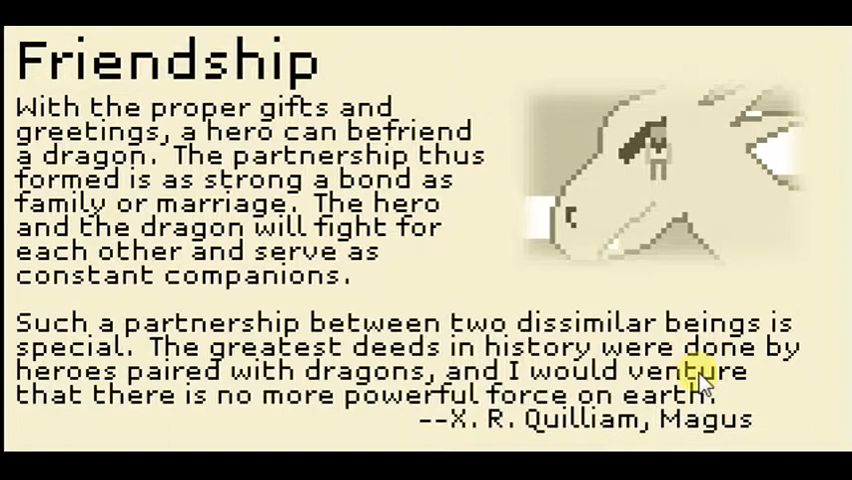 Friendship
With the proper gifts and
greetings, a hero can befriend
a dragon. The partnership thus
formed is as strong a bond as
family or marriage. The hero
and the dragon will fight for
each other and serve as
constant companions.
Such a partnership between two dissimilar beings is
special. The greatest deeds in history were done by
heroes paired with dragons, and I would venture
that there is no more powerful force on earth.
--X. R. Quilliam, Magus